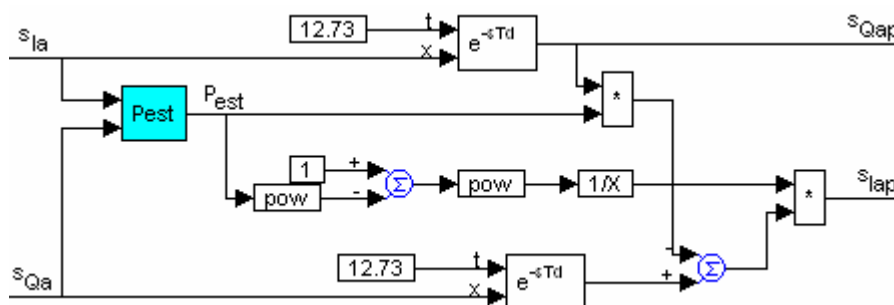 12.73
t
s_Ia
x
e^-sTd
s_Qap
Pest
P_est
*
1
+
pow
-
Σ
pow
1/X
*
s_Iap
-
s_Qa
12.73
t
x
e^-sTd
+
Σ